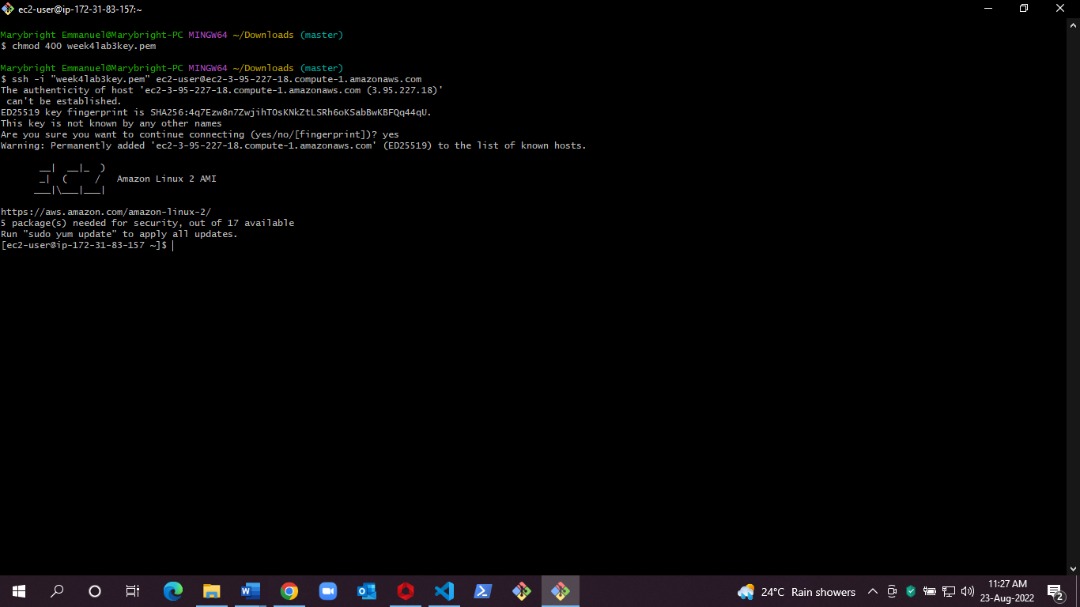 ec2-user@ip-172-31-83-157:~
Marybright Emmanuel@Marybright-PC MINGW64 ~/Downloads (master)
$ chmod 400 week4lab3key.pem
Marybright Emmanuel@Marybright-PC MINGW64 ~/Downloads (master)
$ ssh -i "week4lab3key.pem" ec2-user@ec2-3-95-227-18.compute-1.amazonaws.com
The authenticity of host 'ec2-3-95-227-18.compute-1.amazonaws.com (3.95.227.18)'
 can't be established.
ED25519 key fingerprint is SHA256:4q7Ezw8n7ZwjihTOsKNkZtLSRh6oKSabBwKBFQq44qU.
This key is not known by any other names
Are you sure you want to continue connecting (yes/no/[fingerprint])? yes
Warning: Permanently added 'ec2-3-95-227-18.compute-1.amazonaws.com' (ED25519) to the list of known hosts.
       __|  __|_  )
       _|  (     /   Amazon Linux 2 AMI
      ___|\___|___|
https://aws.amazon.com/amazon-linux-2/
5 package(s) needed for security, out of 17 available
Run "sudo yum update" to apply all updates.
[ec2-user@ip-172-31-83-157 ~]$
24°C Rain showers
11:27 AM
23-Aug-2022
2